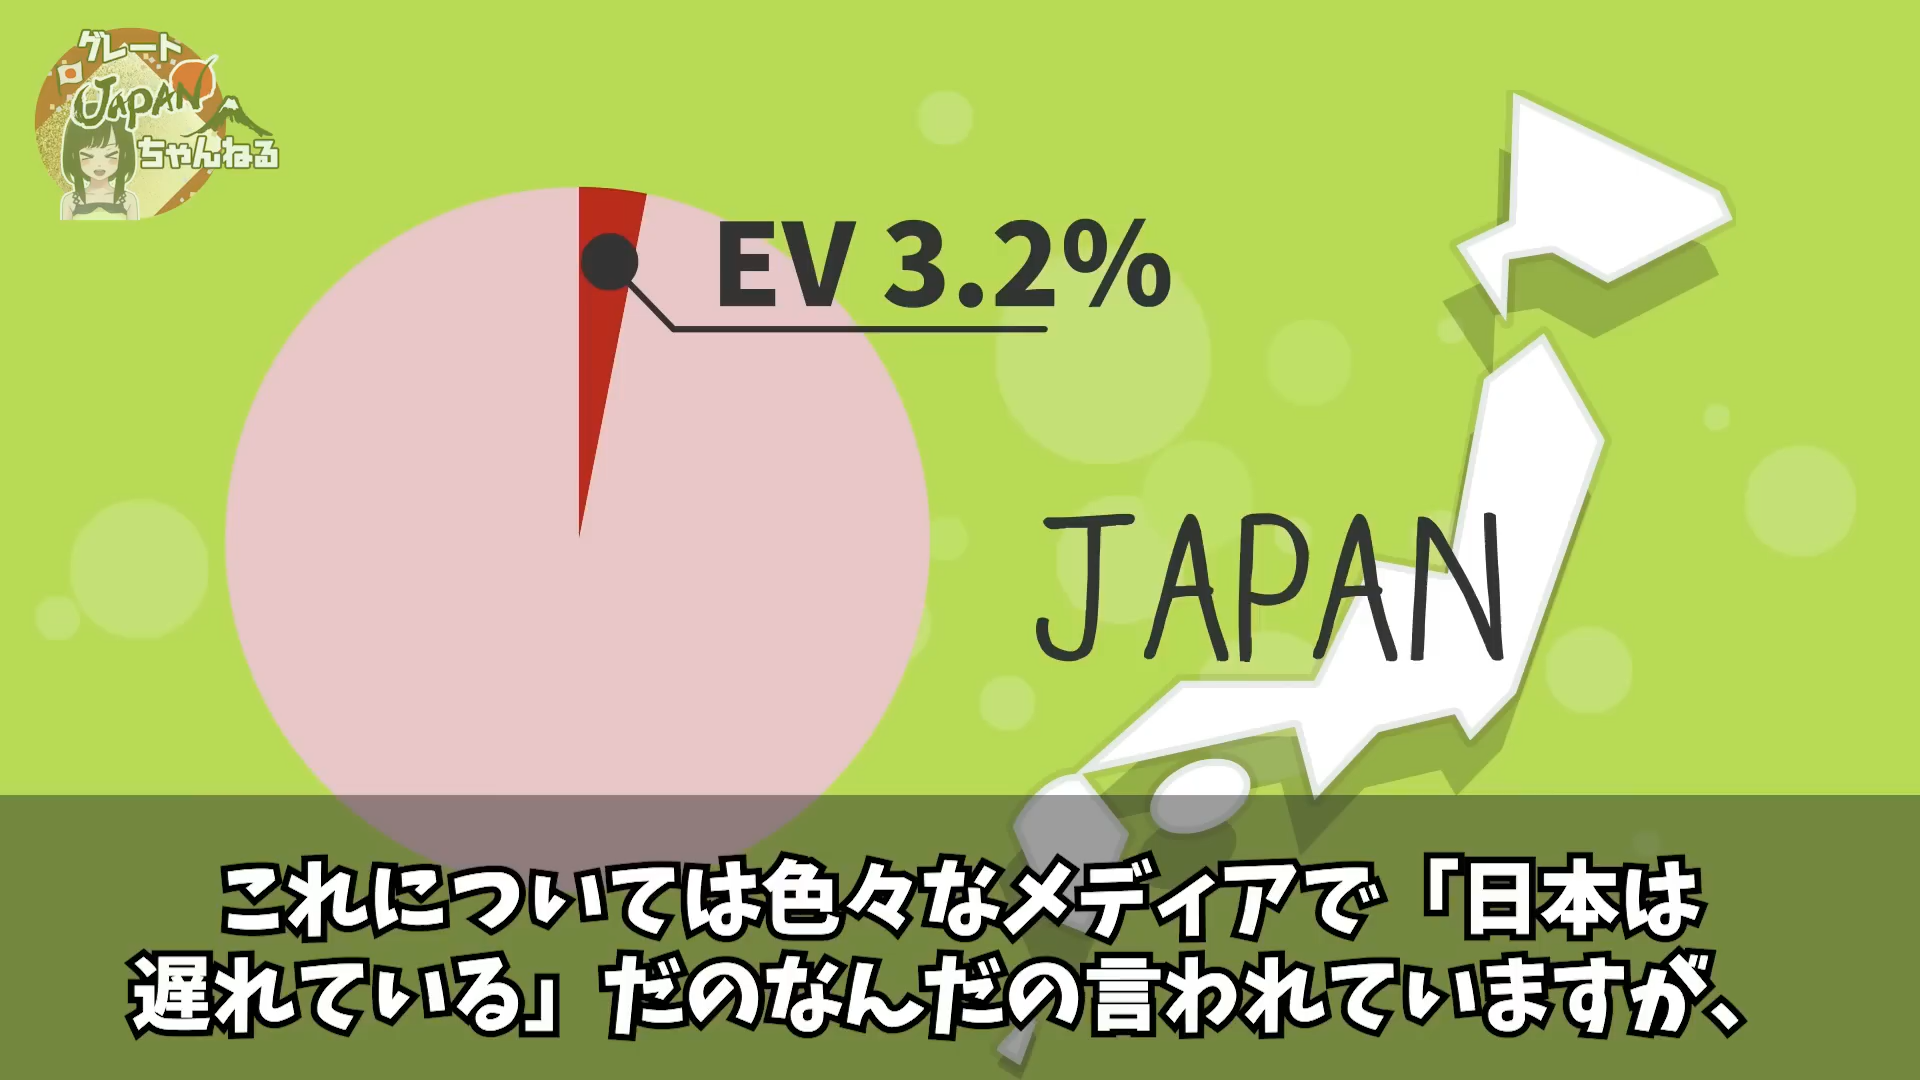 グレート
JAPAN
ちゃんねる
EV 3.2%
JAPAN
これについては色々なメディアで「日本は
遅れている」だのなんだの言われていますが、